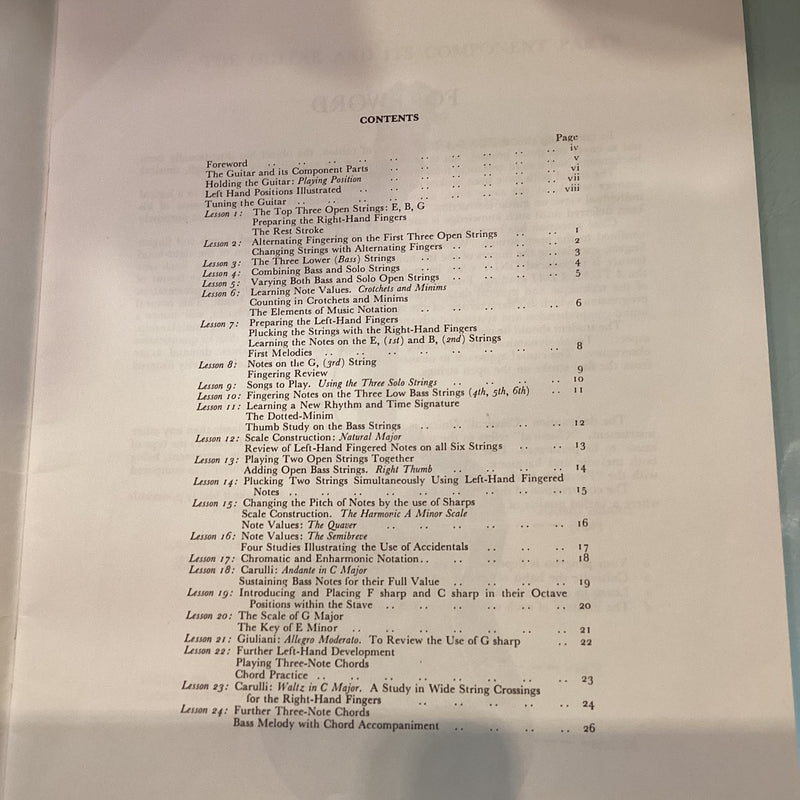 CONTENTS
Page
Foreword .. .. .. .. .. .. .. .. .. iv
The Guitar and its Component Parts .. .. .. .. .. .. v
Holding the Guitar: Playing Position .. .. .. .. .. .. vi
Left Hand Positions Illustrated .. .. .. .. .. .. vii
Tuning the Guitar .. .. .. .. .. .. .. .. viii
Lesson 1: The Top Three Open Strings: E, B, G
Preparing the Right-Hand Fingers
The Rest Stroke .. .. .. .. .. .. .. 1
Lesson 2: Alternating Fingering on the First Three Open Strings .. .. 2
Changing Strings with Alternating Fingers .. .. .. .. 3
Lesson 3: The Three Lower (Bass) Strings .. .. .. .. .. 4
Lesson 4: Combining Bass and Solo Strings .. .. .. .. .. 5
Lesson 5: Varying Both Bass and Solo Open Strings .. .. .. ..
Lesson 6: Learning Note Values. Crotchets and Minims
Counting in Crotchets and Minims
The Elements of Music Notation .. .. .. .. .. 6
Lesson 7: Preparing the Left-Hand Fingers
Plucking the Strings with the Right-Hand Fingers
Learning the Notes on the E, (1st) and B, (2nd) Strings
First Melodies .. .. .. .. .. .. .. .. 8
Lesson 8: Notes on the G, (3rd) String
Fingering Review .. .. .. .. .. .. .. 9
Lesson 9: Songs to Play. Using the Three Solo Strings .. .. .. .. 10
Lesson 10: Fingering Notes on the Three Low Bass Strings (4th, 5th, 6th) .. 11
Lesson 11: Learning a New Rhythm and Time Signature
The Dotted-Minim
Thumb Study on the Bass Strings .. .. .. .. .. 12
Lesson 12: Scale Construction: Natural Major
Review of Left-Hand Fingered Notes on all Six Strings .. .. 13
Lesson 13: Playing Two Open Strings Together
Adding Open Bass Strings. Right Thumb .. .. .. .. 14
Lesson 14: Plucking Two Strings Simultaneously Using Left-Hand Fingered
Notes .. .. .. .. .. .. .. .. .. 15
Lesson 15: Changing the Pitch of Notes by the use of Sharps
Scale Construction. The Harmonic A Minor Scale
Note Values: The Quaver .. .. .. .. .. .. 16
Lesson 16: Note Values: The Semibreve
Four Studies Illustrating the Use of Accidentals .. .. .. 17
Lesson 17: Chromatic and Enharmonic Notation.. .. .. .. .. 18
Lesson 18: Carulli: Andante in C Major
Sustaining Bass Notes for their Full Value .. .. .. .. 19
Lesson 19: Introducing and Placing F sharp and C sharp in their Octave
Positions within the Stave .. .. .. .. .. .. 20
Lesson 20: The Scale of G Major
The Key of E Minor .. .. .. .. .. .. .. 21
Lesson 21: Giuliani: Allegro Moderato. To Review the Use of G sharp .. 22
Lesson 22: Further Left-Hand Development
Playing Three-Note Chords
Chord Practice .. .. .. .. .. .. .. .. 23
Lesson 23: Carulli: Waltz in C Major. A Study in Wide String Crossings
for the Right-Hand Fingers .. .. .. .. .. 24
Lesson 24: Further Three-Note Chords
Bass Melody with Chord Accompaniment .. .. .. .. 26